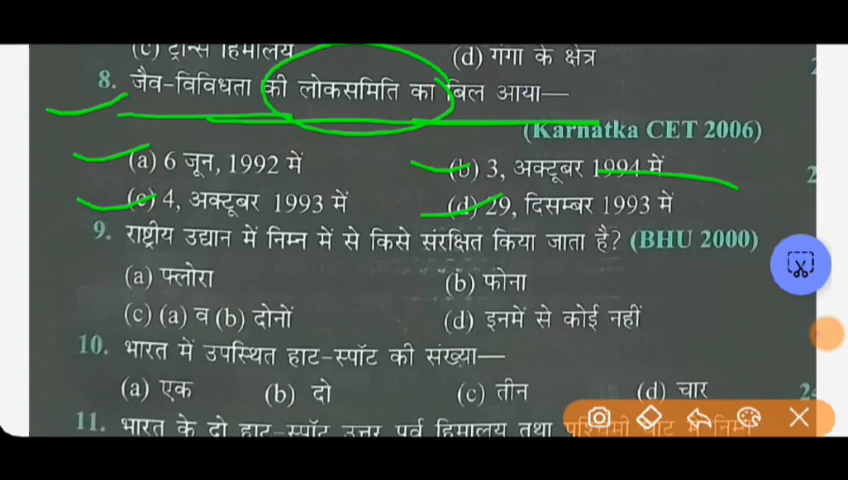 (c) ट्रान्स हिमालय (d) गंगा के क्षेत्र
8. जैव-विविधता की लोकसमिति का बिल आया—
(Karnatka CET 2006)
(a) 6 जून, 1992 में (b) 3, अक्टूबर 1994 में
(c) 4, अक्टूबर 1993 में (d) 29, दिसम्बर 1993 में
9. राष्ट्रीय उद्यान में निम्न में से किसे संरक्षित किया जाता है? (BHU 2000)
(a) फ्लोरा (b) फोना
(c) (a) व (b) दोनों (d) इनमें से कोई नहीं
10. भारत में उपस्थित हाट-स्पॉट की संख्या—
(a) एक (b) दो (c) तीन (d) चार
11. भारत के दो हाट-स्पॉट उत्तर पूर्व हिमालय तथा पश्चिमी घाट में